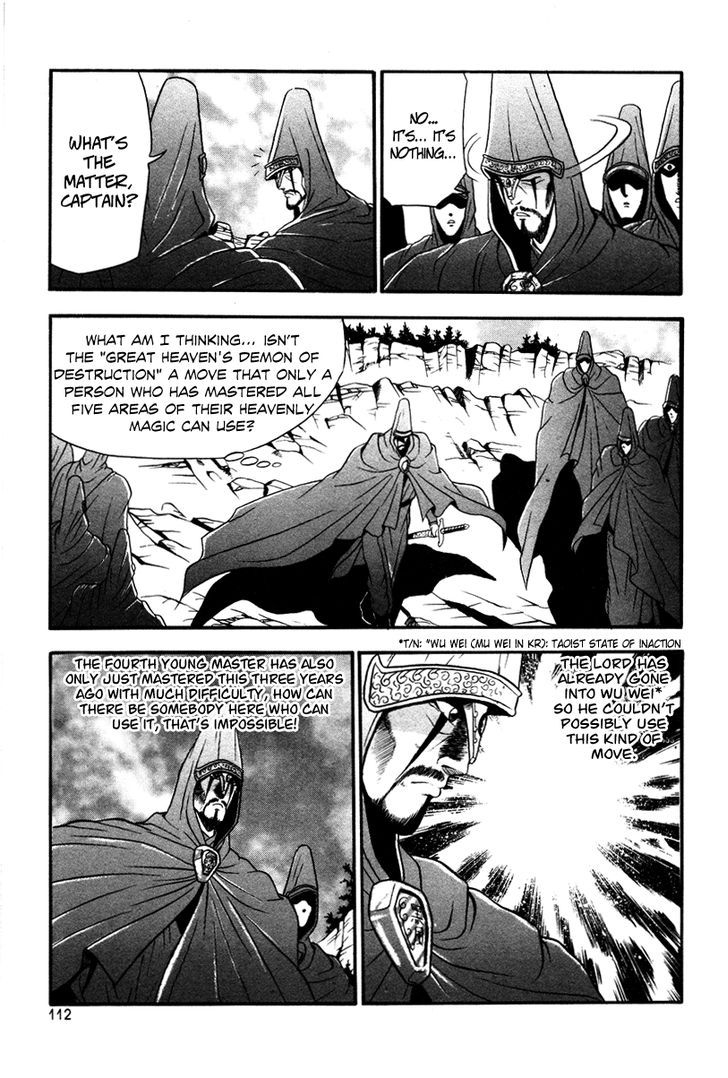 WHAT'S
THE
MATTER,
CAPTAIN?
NO...
IT'S... IT'S
NOTHING...
WHAT AM I THINKING... ISN'T
THE "GREAT HEAVEN'S DEMON OF
DESTRUCTION" A MOVE THAT ONLY A
PERSON WHO HAS MASTERED ALL
FIVE AREAS OF THEIR HEAVENLY
MAGIC CAN USE?
*T/N: "WU WEI (MU WEI IN KR): TAOIST STATE OF INACTION
THE FOURTH YOUNG MASTER HAS ALSO
ONLY JUST MASTERED THIS THREE YEARS
AGO WITH MUCH DIFFICULTY, HOW CAN
THERE BE SOMEBODY HERE WHO CAN
USE IT, THAT'S IMPOSSIBLE!
THE LORD HAS
ALREADY GONE
INTO WU WEI*
SO HE COULDN'T
POSSIBLY USE
THIS KIND OF
MOVE.
112